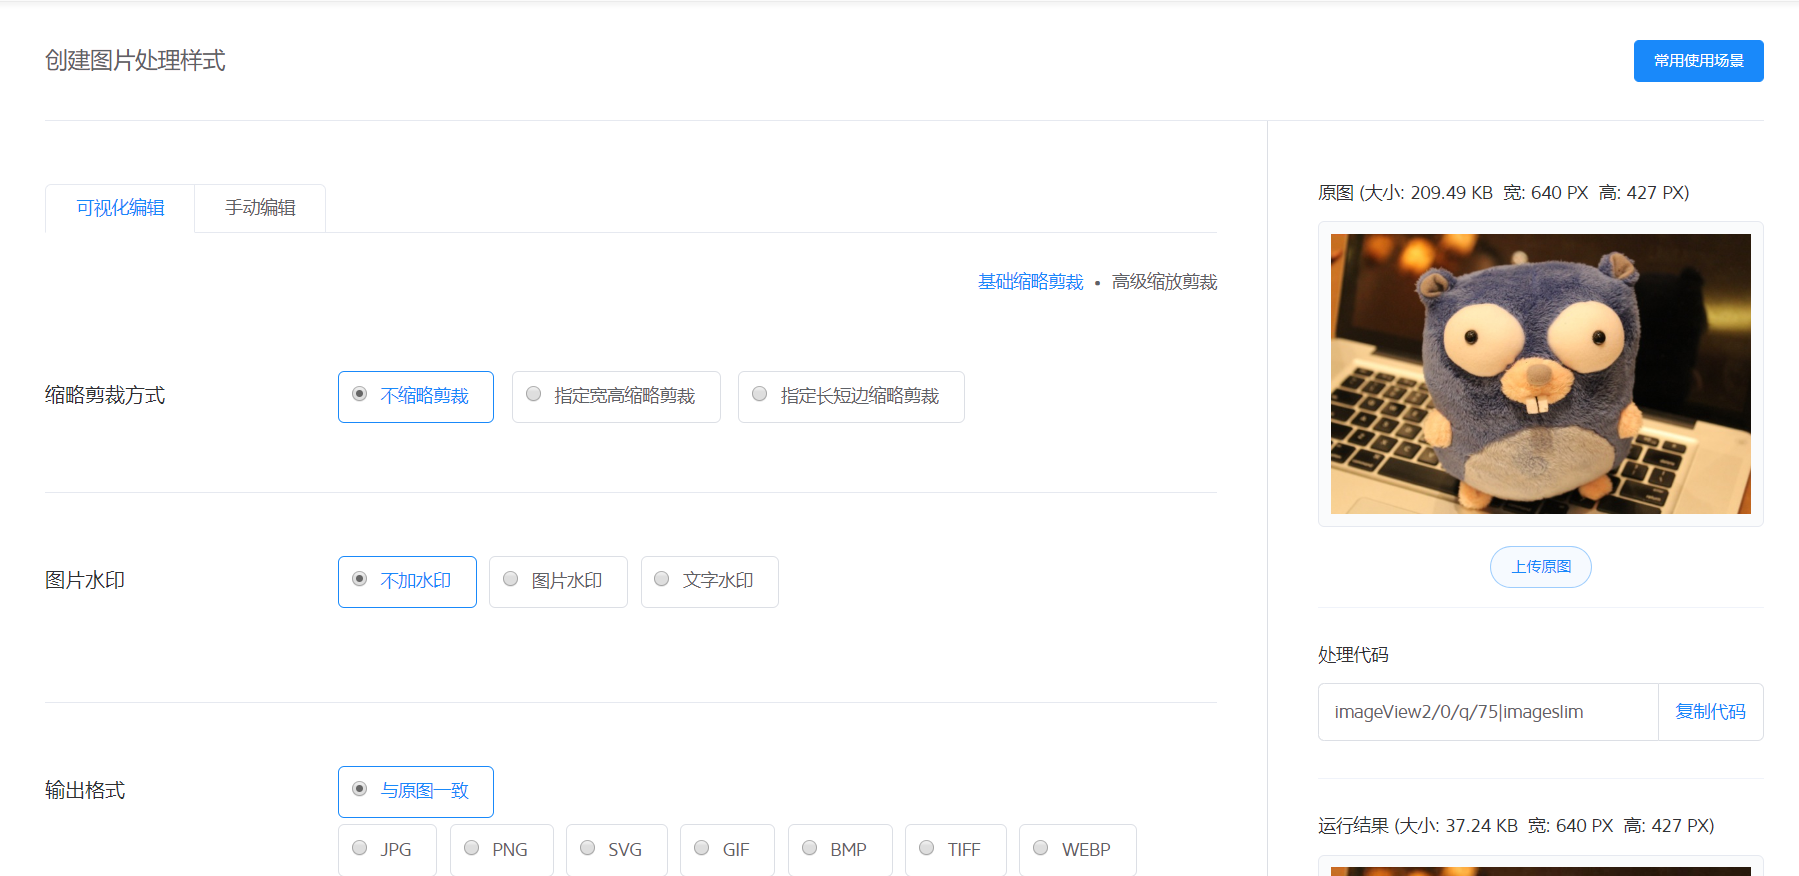 创建图片处理样式
常用使用场景
可视化编辑
手动编辑
基础缩略剪裁 • 高级缩放剪裁
缩略剪裁方式
不缩略剪裁
指定宽高缩略剪裁
指定长短边缩略剪裁
图片水印
不加水印
图片水印
文字水印
输出格式
与原图一致
JPG
PNG
SVG
GIF
BMP
TIFF
WEBP
原图 (大小: 209.49 KB 宽: 640 PX 高: 427 PX)
上传原图
处理代码
imageView2/0/q/75|imageslim
复制代码
运行结果 (大小: 37.24 KB 宽: 640 PX 高: 427 PX)